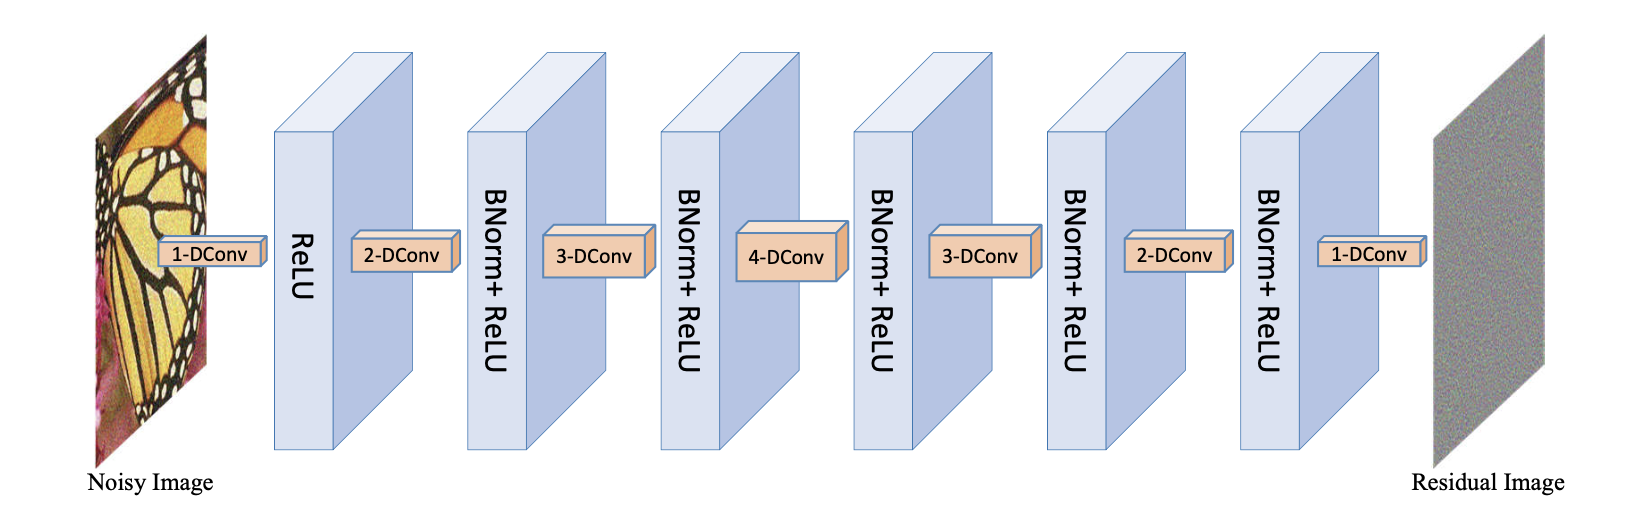 1-DConv
ReLU
2-DConv
BNorm+ ReLU
3-DConv
BNorm+ ReLU
4-DConv
BNorm+ ReLU
3-DConv
BNorm+ ReLU
2-DConv
BNorm+ ReLU
1-DConv
Noisy Image
Residual Image